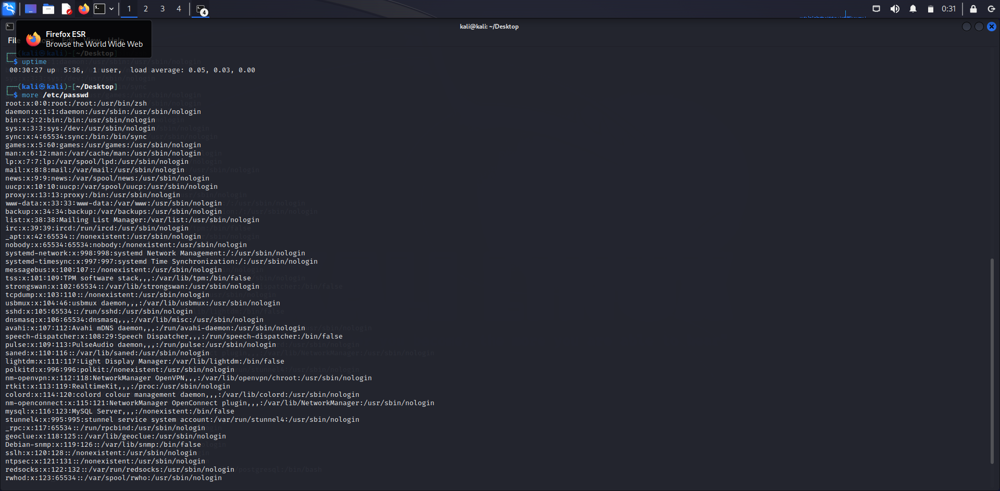 1 2 3 4
4
0:31
kali@kali: ~/Desktop
Firefox ESR
Browse the World Wide Web
File Actions Edit View Help
┌──(kali㉿kali)-[~/Desktop]
└─$ uptime
00:30:27 up  5:36,  1 user,  load average: 0.05, 0.03, 0.00
┌──(kali㉿kali)-[~/Desktop]
└─$ more /etc/passwd
root:x:0:0:root:/root:/usr/bin/zsh
daemon:x:1:1:daemon:/usr/sbin:/usr/sbin/nologin
bin:x:2:2:bin:/bin:/usr/sbin/nologin
sys:x:3:3:sys:/dev:/usr/sbin/nologin
sync:x:4:65534:sync:/bin:/bin/sync
games:x:5:60:games:/usr/games:/usr/sbin/nologin
man:x:6:12:man:/var/cache/man:/usr/sbin/nologin
lp:x:7:7:lp:/var/spool/lpd:/usr/sbin/nologin
mail:x:8:8:mail:/var/mail:/usr/sbin/nologin
news:x:9:9:news:/var/spool/news:/usr/sbin/nologin
uucp:x:10:10:uucp:/var/spool/uucp:/usr/sbin/nologin
proxy:x:13:13:proxy:/bin:/usr/sbin/nologin
www-data:x:33:33:www-data:/var/www:/usr/sbin/nologin
backup:x:34:34:backup:/var/backups:/usr/sbin/nologin
list:x:38:38:Mailing List Manager:/var/list:/usr/sbin/nologin
irc:x:39:39:ircd:/run/ircd:/usr/sbin/nologin
_apt:x:42:65534::/nonexistent:/usr/sbin/nologin
nobody:x:65534:65534:nobody:/nonexistent:/usr/sbin/nologin
systemd-network:x:998:998:systemd Network Management:/:/usr/sbin/nologin
systemd-timesync:x:997:997:systemd Time Synchronization:/:/usr/sbin/nologin
messagebus:x:100:107::/nonexistent:/usr/sbin/nologin
tss:x:101:109:TPM software stack,,,:/var/lib/tpm:/bin/false
strongswan:x:102:65534::/var/lib/strongswan:/usr/sbin/nologin
tcpdump:x:103:110::/nonexistent:/usr/sbin/nologin
usbmux:x:104:46:usbmux daemon,,,:/var/lib/usbmux:/usr/sbin/nologin
sshd:x:105:65534::/run/sshd:/usr/sbin/nologin
dnsmasq:x:106:65534:dnsmasq,,,:/var/lib/misc:/usr/sbin/nologin
avahi:x:107:112:Avahi mDNS daemon,,,:/run/avahi-daemon:/usr/sbin/nologin
speech-dispatcher:x:108:29:Speech Dispatcher,,,:/run/speech-dispatcher:/bin/false
pulse:x:109:113:PulseAudio daemon,,,:/run/pulse:/usr/sbin/nologin
saned:x:110:116::/var/lib/saned:/usr/sbin/nologin
lightdm:x:111:117:Light Display Manager:/var/lib/lightdm:/bin/false
polkitd:x:996:996:polkit:/nonexistent:/usr/sbin/nologin
nm-openvpn:x:112:118:NetworkManager OpenVPN,,,:/var/lib/openvpn/chroot:/usr/sbin/nologin
rtkit:x:113:119:RealtimeKit,,,:/proc:/usr/sbin/nologin
colord:x:114:120:colord colour management daemon,,,:/var/lib/colord:/usr/sbin/nologin
nm-openconnect:x:115:121:NetworkManager OpenConnect plugin,,,:/var/lib/NetworkManager:/usr/sbin/nologin
mysql:x:116:123:MySQL Server,,,:/nonexistent:/bin/false
stunnel4:x:995:995:stunnel service system account:/var/run/stunnel4:/usr/sbin/nologin
_rpc:x:117:65534::/run/rpcbind:/usr/sbin/nologin
geoclue:x:118:125::/var/lib/geoclue:/usr/sbin/nologin
Debian-snmp:x:119:126::/var/lib/snmp:/bin/false
sslh:x:120:128::/nonexistent:/usr/sbin/nologin
ntpsec:x:121:131::/nonexistent:/usr/sbin/nologin
redsocks:x:122:132::/var/run/redsocks:/usr/sbin/nologin
rwhod:x:123:65534::/var/spool/rwho:/usr/sbin/nologin